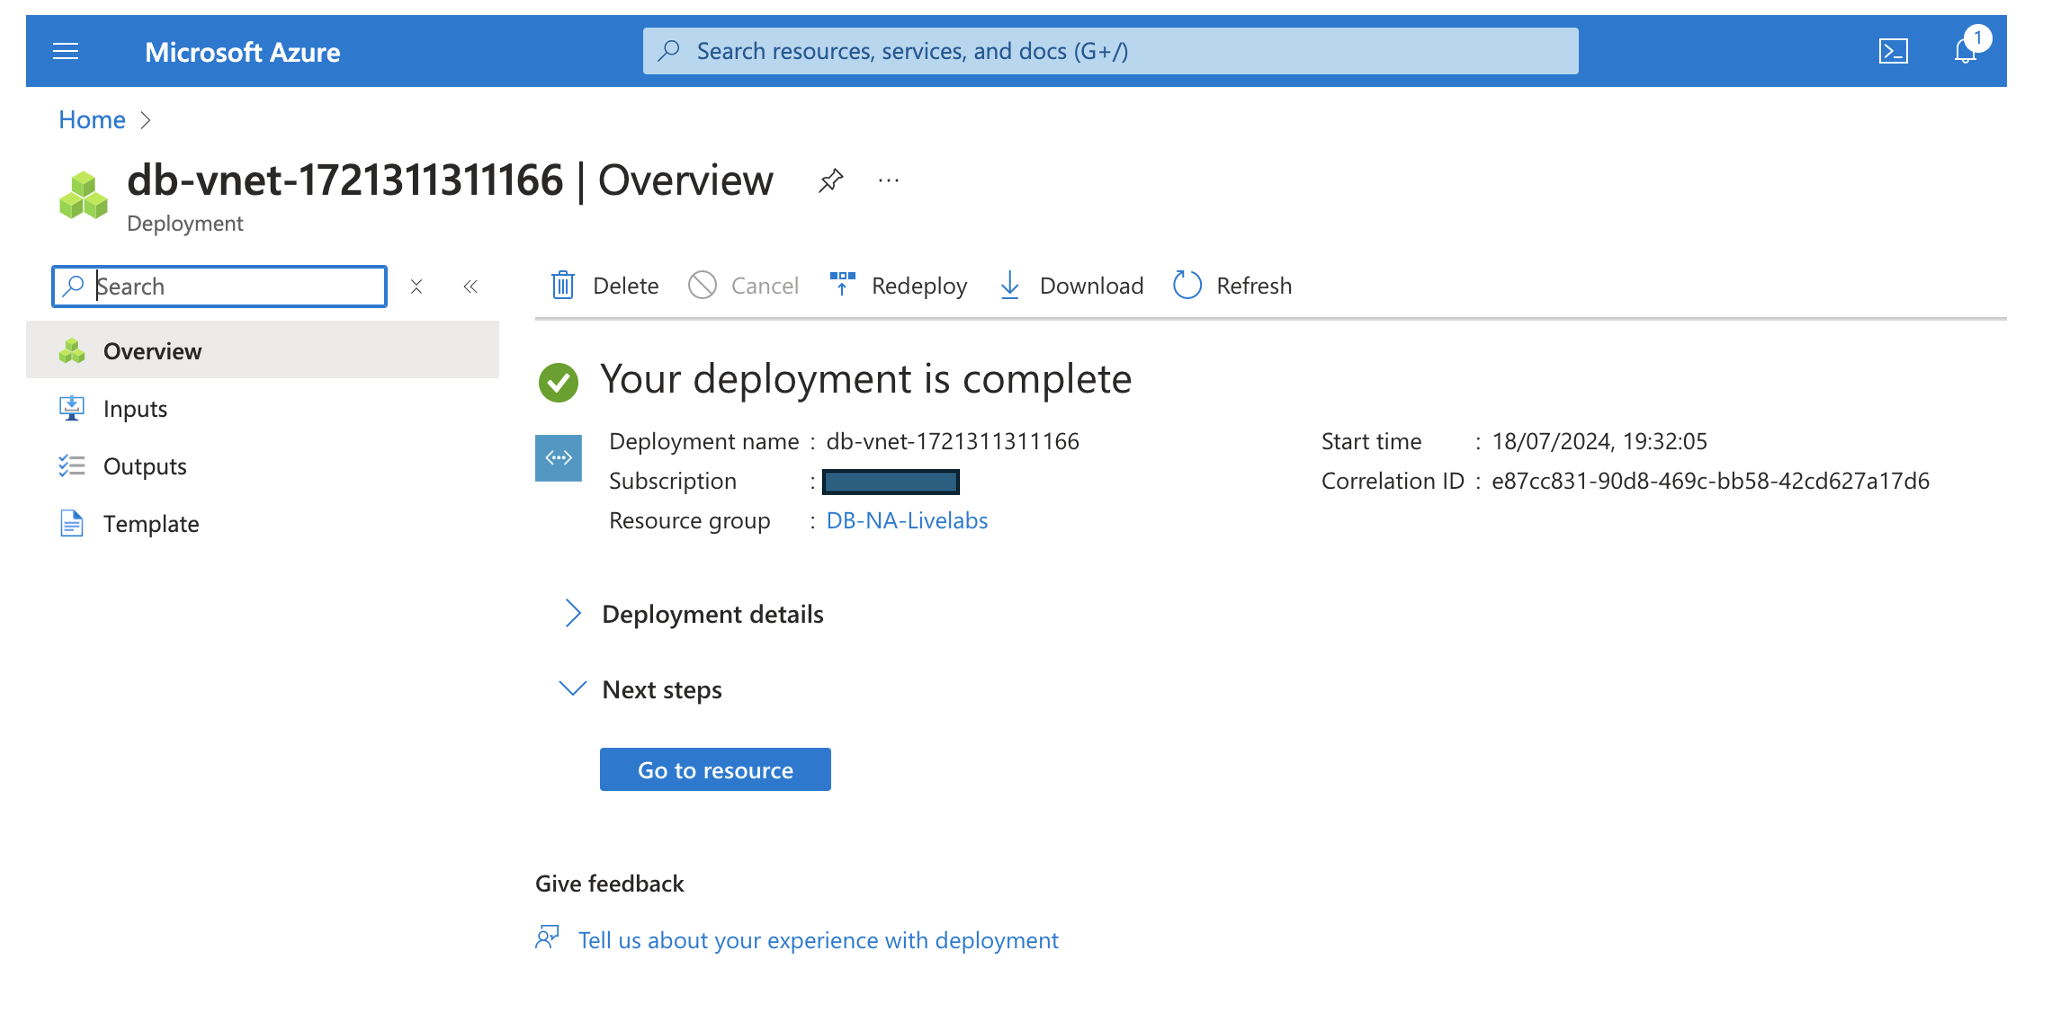 Microsoft Azure
Search resources, services, and docs (G+/)
1
Home
db-vnet-1721311311166 | Overview
Deployment
Search
Delete Cancel Redeploy Download Refresh
Overview
Inputs
Outputs
Template
Your deployment is complete
Deployment name : db-vnet-1721311311166
Subscription :
Resource group : DB-NA-Livelabs
Start time : 18/07/2024, 19:32:05
Correlation ID : e87cc831-90d8-469c-bb58-42cd627a17d6
Deployment details
Next steps
Go to resource
Give feedback
Tell us about your experience with deployment